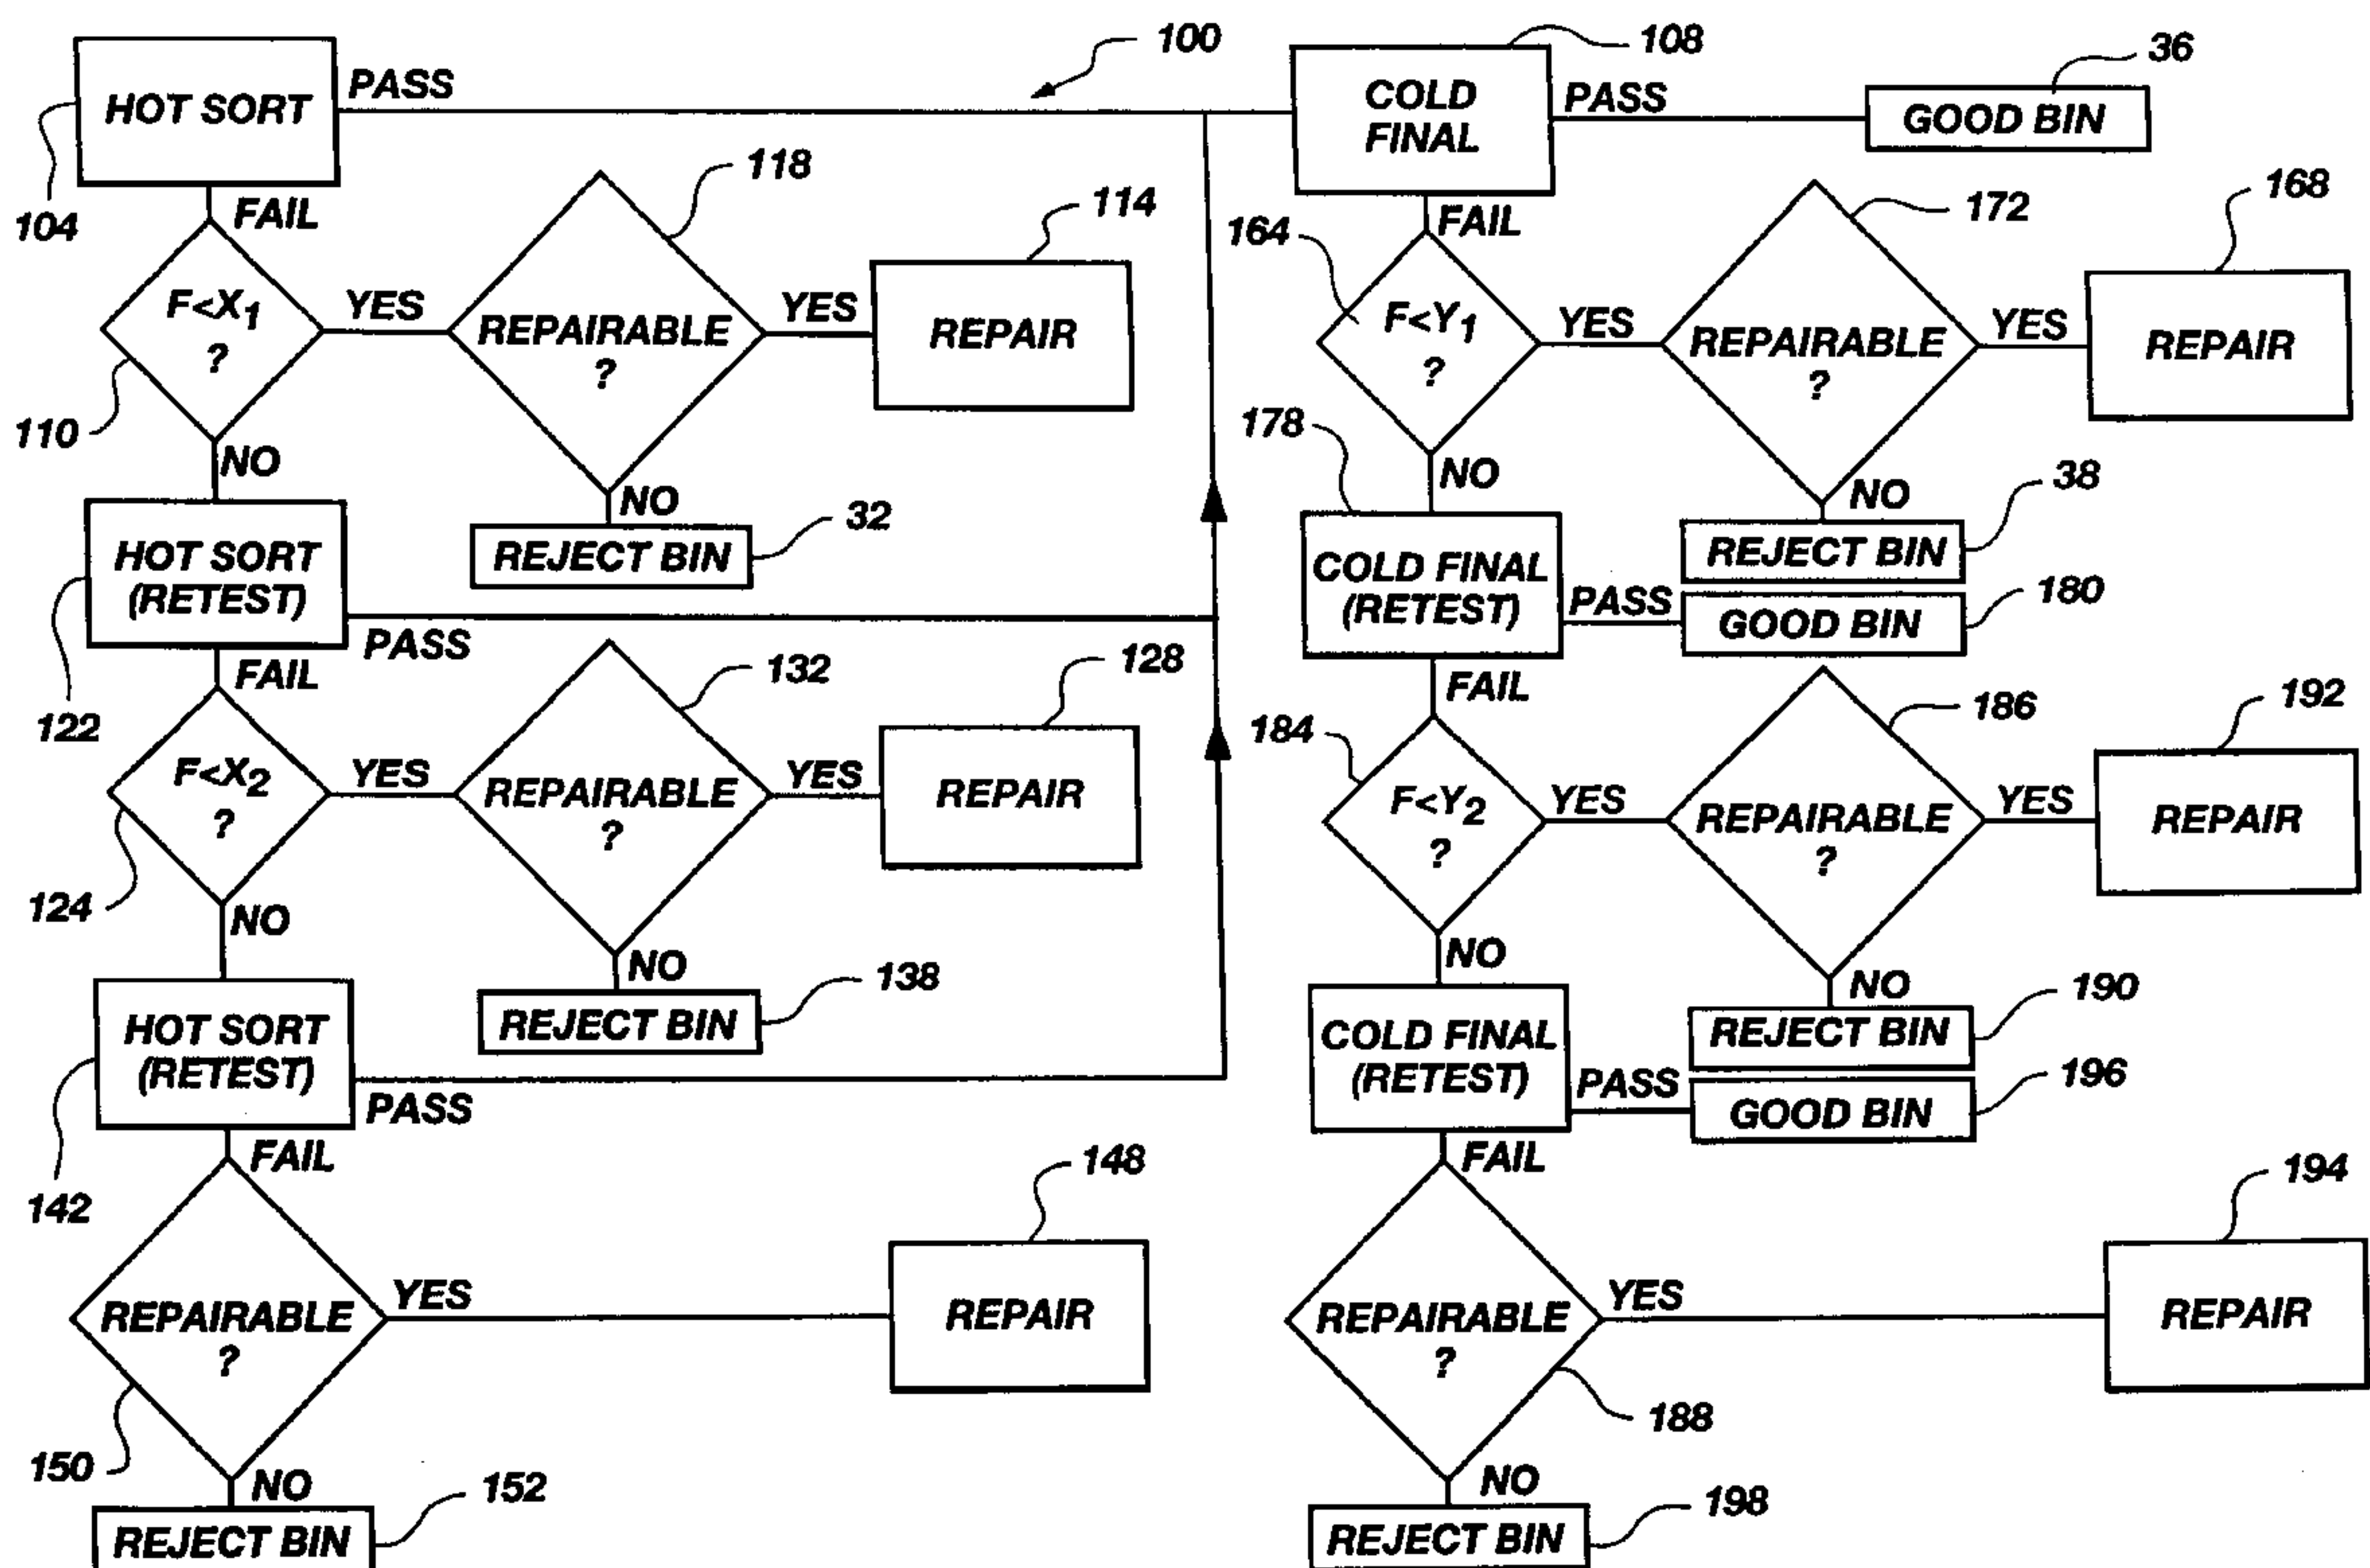 100
108
36
HOT SORT
PASS
COLD
FINAL
PASS
GOOD BIN
104
FAIL
118
114
FAIL
164
172
168
F<X1
?
YES
REPAIRABLE
?
YES
REPAIR
F<Y1
?
YES
REPAIRABLE
?
YES
REPAIR
110
NO
NO
32
REJECT BIN
178
NO
NO
38
REJECT BIN
HOT SORT
(RETEST)
PASS
COLD FINAL
(RETEST)
PASS
180
GOOD BIN
122
FAIL
132
128
FAIL
184
186
192
F<X2
?
YES
REPAIRABLE
?
YES
REPAIR
F<Y2
?
YES
REPAIRABLE
?
YES
REPAIR
124
NO
NO
138
REJECT BIN
NO
NO
190
REJECT BIN
HOT SORT
(RETEST)
PASS
COLD FINAL
(RETEST)
PASS
196
GOOD BIN
142
FAIL
148
FAIL
194
REPAIRABLE
?
YES
REPAIR
REPAIRABLE
?
YES
REPAIR
150
188
NO
152
REJECT BIN
NO
198
REJECT BIN